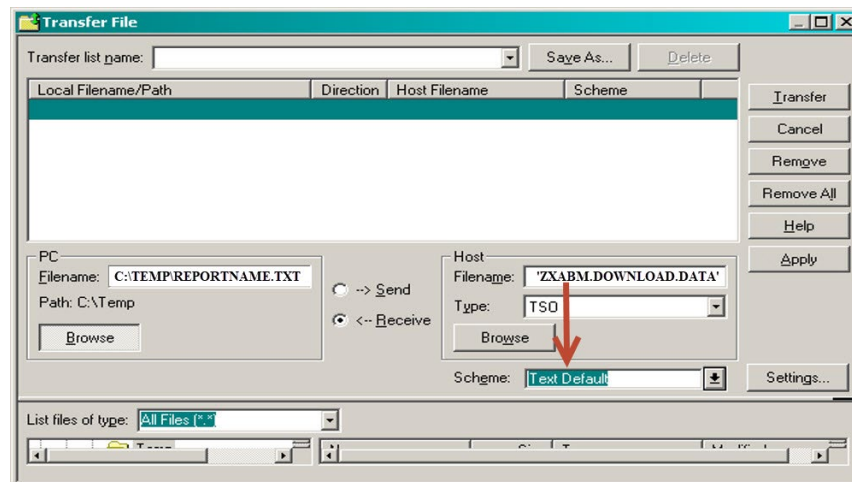 Transfer File
Transfer list name:
Save As...
Delete
Local Filename/Path Direction Host Filename Scheme
Transfer
Cancel
Remove
Remove All
Help
Apply
PC
Filename: C:\TEMP\REPORTNAME.TXT
Path: C:\Temp
Browse
--> Send
<-- Receive
Host
Filename: 'ZXABM.DOWNLOAD.DATA'
Type: TSO
Browse
Scheme: Text Default
Settings...
List files of type: All Files (*.*)